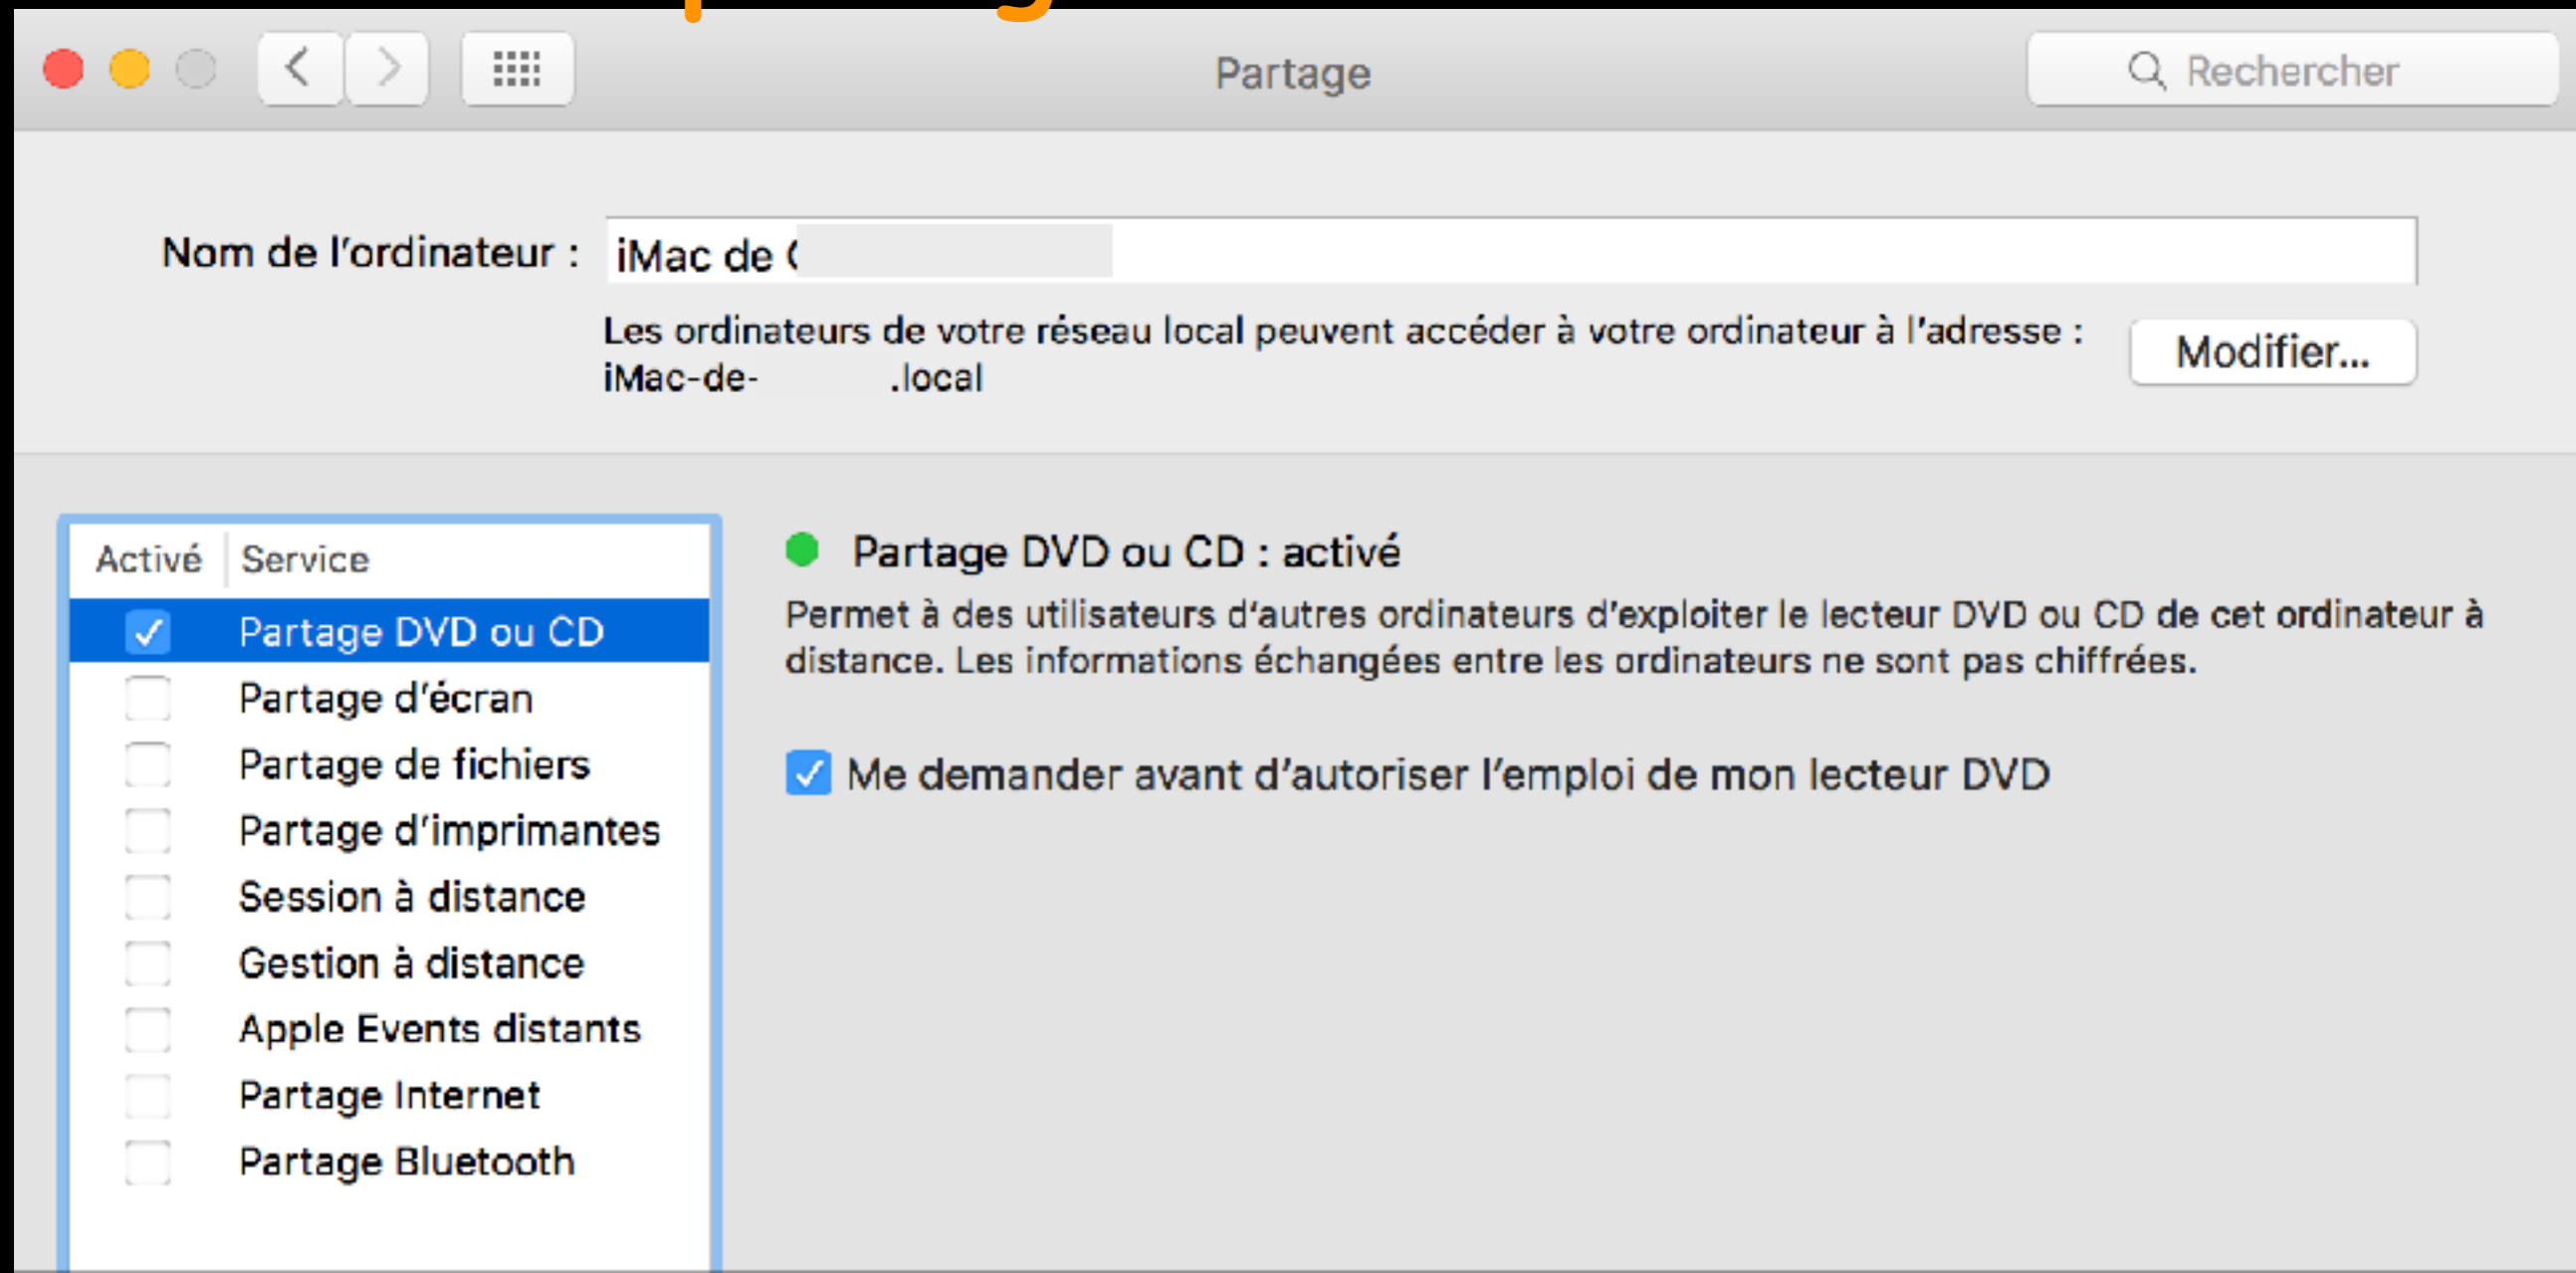 Partage
Rechercher
Nom de l'ordinateur :
iMac de
Les ordinateurs de votre réseau local peuvent accéder à votre ordinateur à l'adresse :
iMac-de- .local
Modifier...
Activé Service
Partage DVD ou CD
Partage d'écran
Partage de fichiers
Partage d'imprimantes
Session à distance
Gestion à distance
Apple Events distants
Partage Internet
Partage Bluetooth
Partage DVD ou CD : activé
Permet à des utilisateurs d'autres ordinateurs d'exploiter le lecteur DVD ou CD de cet ordinateur à
distance. Les informations échangées entre les ordinateurs ne sont pas chiffrées.
Me demander avant d'autoriser l'emploi de mon lecteur DVD